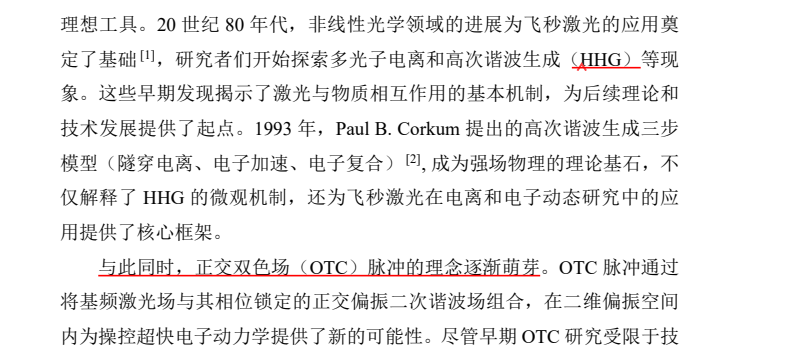 理想工具。20 世纪 80 年代，非线性光学领域的进展为飞秒激光的应用奠
定了基础[1]，研究者们开始探索多光子电离和高次谐波生成（HHG）等现
象。这些早期发现揭示了激光与物质相互作用的基本机制，为后续理论和
技术发展提供了起点。1993 年，Paul B. Corkum 提出的高次谐波生成三步
模型（隧穿电离、电子加速、电子复合）[2], 成为强场物理的理论基石，不
仅解释了 HHG 的微观机制，还为飞秒激光在电离和电子动态研究中的应
用提供了核心框架。
与此同时，正交双色场（OTC）脉冲的理念逐渐萌芽。OTC 脉冲通过
将基频激光场与其相位锁定的正交偏振二次谐波场组合，在二维偏振空间
内为操控超快电子动力学提供了新的可能性。尽管早期 OTC 研究受限于技